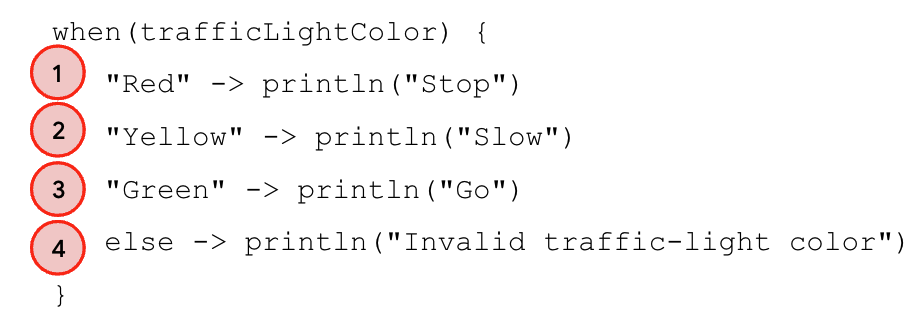 when(trafficLightColor) {
1 "Red" -> println("Stop")
2 "Yellow" -> println("Slow")
3 "Green" -> println("Go")
4 else -> println("Invalid traffic-light color")
}